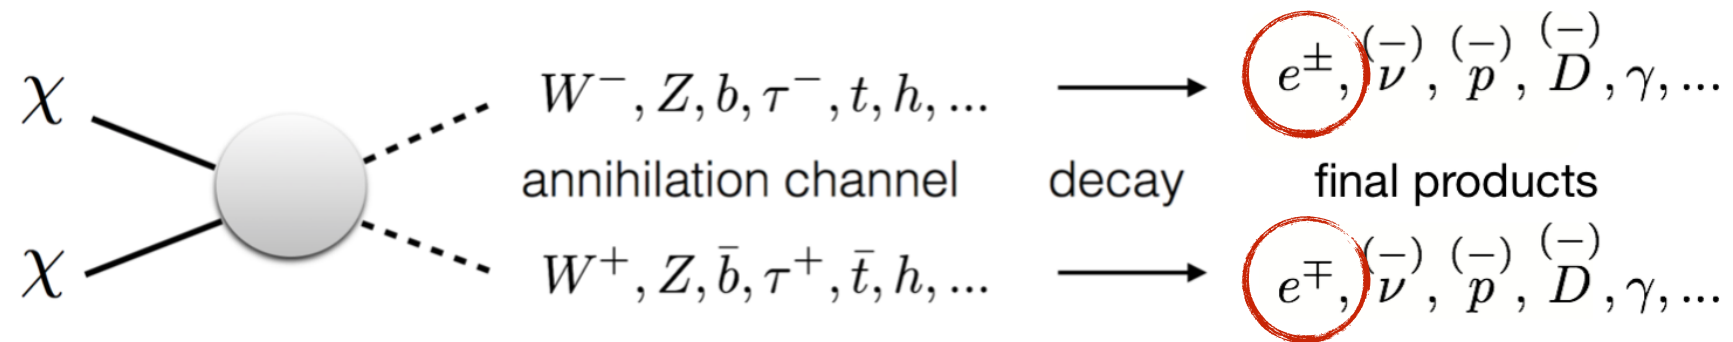 χ W⁻, Z, b, τ⁻, t, h, ... e^±, ν^(−), p^(−), D^(−), γ, ...
annihilation channel decay final products
χ W⁺, Z, b̄, τ⁺, t̄, h, ... e^∓, ν^(−), p^(−), D^(−), γ, ...